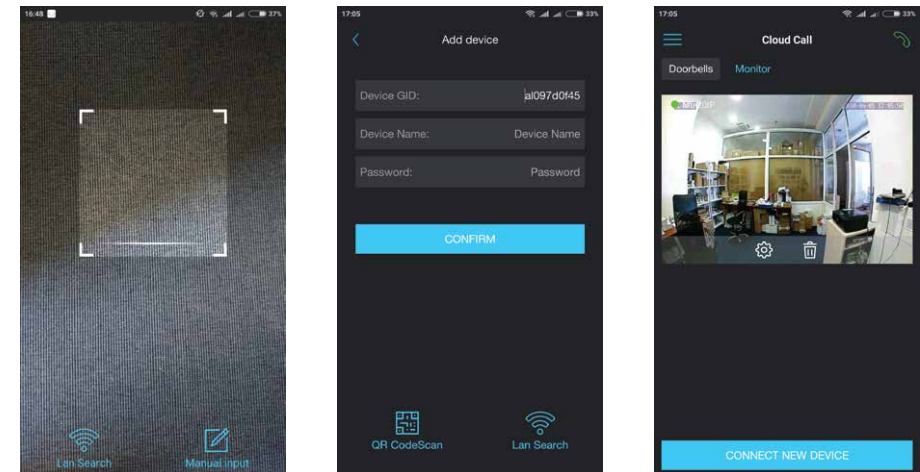 16:48
37%
Lan Search
Manual input
17:05
33%
Add device
Device GID:
al097d0f45
Device Name:
Device Name
Password:
Password
CONFIRM
QR CodeScan
Lan Search
17:05
33%
Cloud Call
Doorbells
Monitor
CONNECT NEW DEVICE